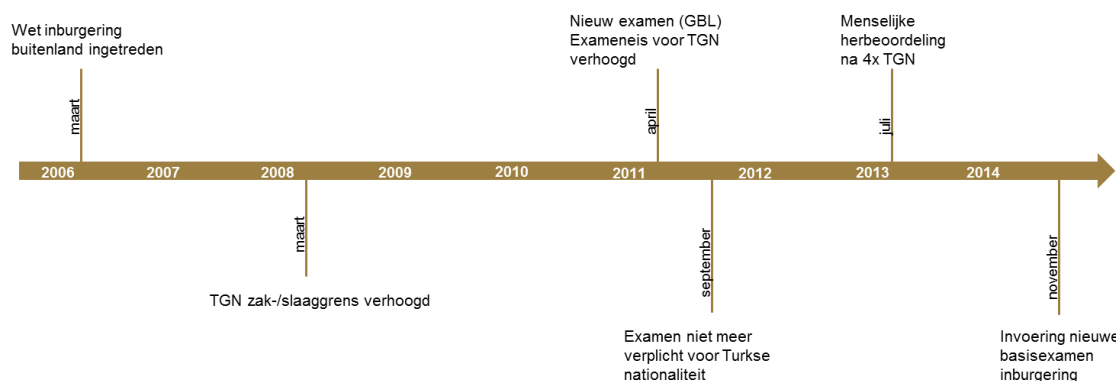 Wet inburgering
buitenland ingetreden
Nieuw examen (GBL)
Exameneis voor TGN
verhoogd
Menselijke
herbeoordeling
na 4x TGN
maart
april
juli
2006 2007 2008 2009 2010 2011 2012 2013 2014
maart
september
november
TGN zak-/slaaggrens verhoogd
Examen niet meer
verplicht voor Turkse
nationaliteit
Invoering nieuwe
basisexamen
inburgering